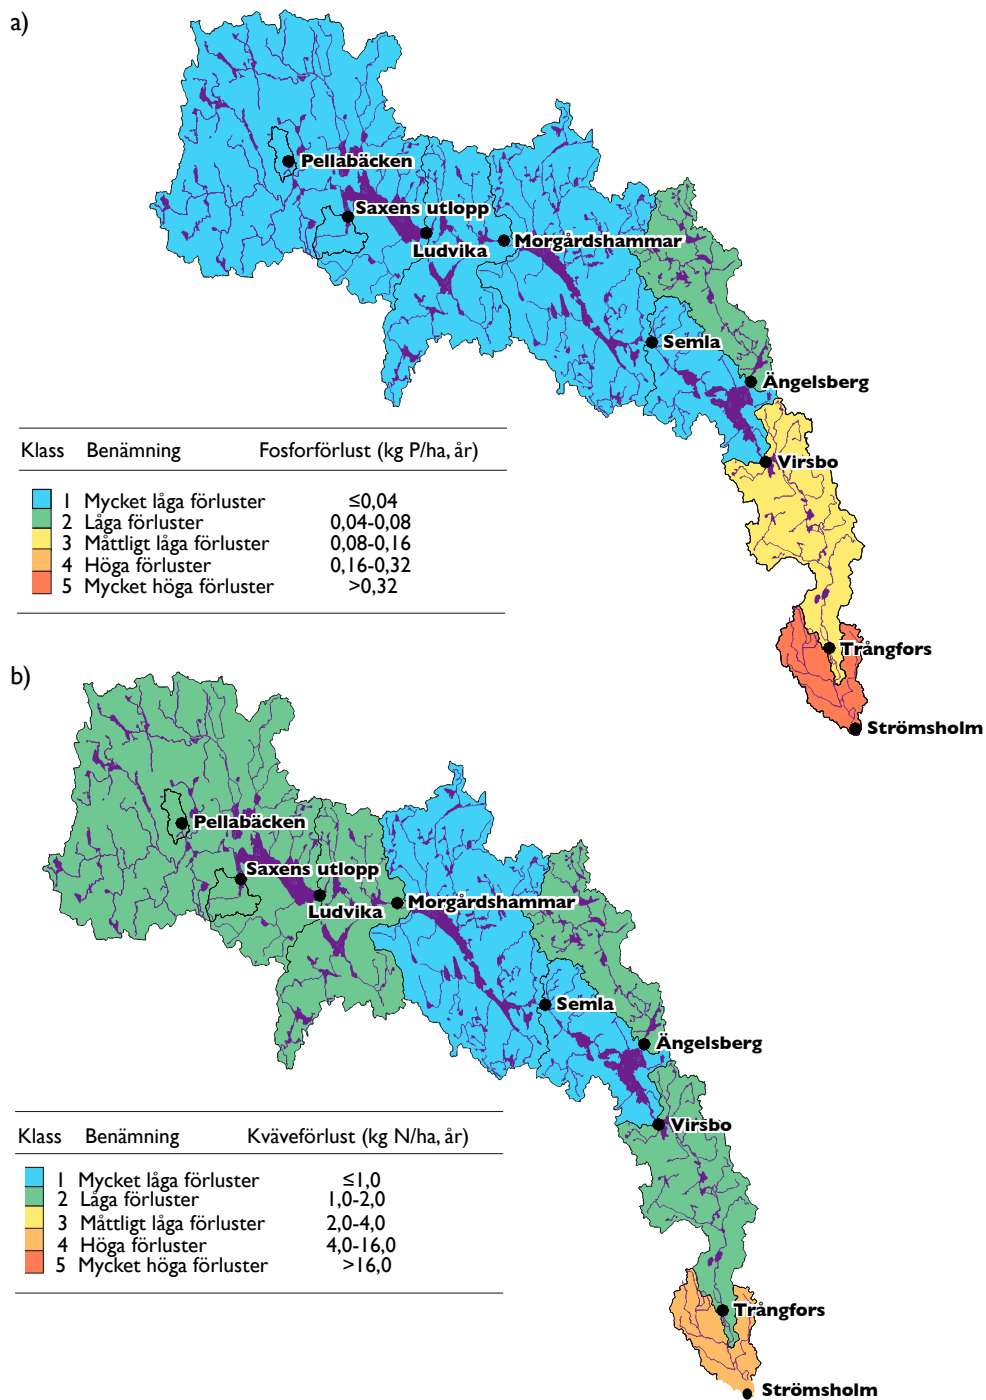 a)
Pellabäcken
Saxens utlopp
Ludvika
Morgårdshammar
Semla
Ängelsberg
Virsbo
Trångfors
Strömsholm
Klass Benämning Fosforförlust (kg P/ha, år)
1 Mycket låga förluster ≤0,04
2 Låga förluster 0,04-0,08
3 Måttligt låga förluster 0,08-0,16
4 Höga förluster 0,16-0,32
5 Mycket höga förluster >0,32
b)
Pellabäcken
Saxens utlopp
Ludvika
Morgårdshammar
Semla
Ängelsberg
Virsbo
Trångfors
Strömsholm
Klass Benämning Kväveförlust (kg N/ha, år)
1 Mycket låga förluster ≤1,0
2 Låga förluster 1,0-2,0
3 Måttligt låga förluster 2,0-4,0
4 Höga förluster 4,0-16,0
5 Mycket höga förluster >16,0